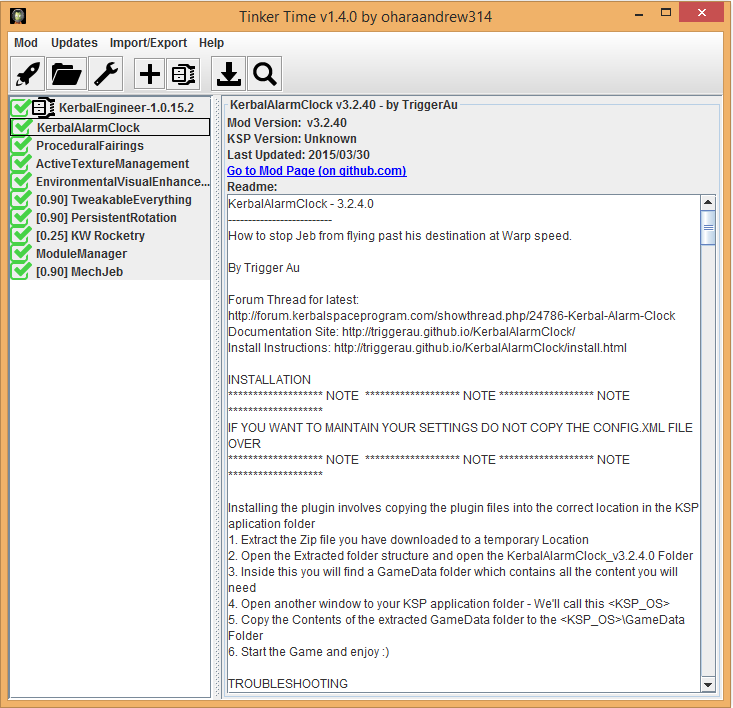 Tinker Time v1.4.0 by oharaandrew314
Mod Updates Import/Export Help
KerbalEngineer-1.0.15.2
KerbalAlarmClock
ProceduralFairings
ActiveTextureManagement
EnvironmentalVisualEnhance...
[0.90] TweakableEverything
[0.90] PersistentRotation
[0.25] KW Rocketry
ModuleManager
[0.90] MechJeb
KerbalAlarmClock v3.2.40 - by TriggerAu
Mod Version: v3.2.40
KSP Version: Unknown
Last Updated: 2015/03/30
Go to Mod Page (on github.com)
Readme:
KerbalAlarmClock - 3.2.4.0
--------------------------
How to stop Jeb from flying past his destination at Warp speed.
By Trigger Au
Forum Thread for latest:
http://forum.kerbalspaceprogram.com/showthread.php/24786-Kerbal-Alarm-Clock
Documentation Site: http://triggerau.github.io/KerbalAlarmClock/
Install Instructions: http://triggerau.github.io/KerbalAlarmClock/install.html
INSTALLATION
****************** NOTE ****************** NOTE ****************** NOTE
******************
IF YOU WANT TO MAINTAIN YOUR SETTINGS DO NOT COPY THE CONFIG.XML FILE
OVER
****************** NOTE ****************** NOTE ****************** NOTE
******************
Installing the plugin involves copying the plugin files into the correct location in the KSP
aplication folder
1. Extract the Zip file you have downloaded to a temporary Location
2. Open the Extracted folder structure and open the KerbalAlarmClock_v3.2.4.0 Folder
3. Inside this you will find a GameData folder which contains all the content you will
need
4. Open another window to your KSP application folder - We'll call this <KSP_OS>
5. Copy the Contents of the extracted GameData folder to the <KSP_OS>\GameData
Folder
6. Start the Game and enjoy :)
TROUBLESHOOTING